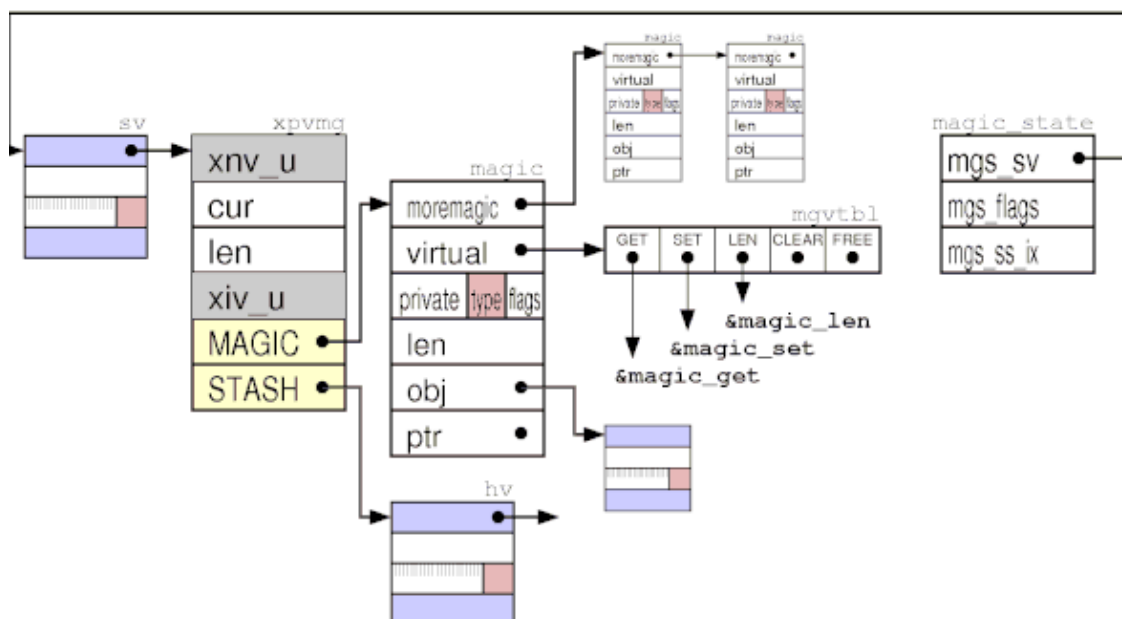 sv
xpvmg
xnv_u
cur
len
xiv_u
MAGIC
STASH
magic
moremagic
virtual
private type flags
len
obj
ptr
hv
magic
moremagic
virtual
private type flags
len
obj
ptr
magic
moremagic
virtual
private type flags
len
obj
ptr
mgvtbl
GET SET LEN CLEAR FREE
&magic_len
&magic_set
&magic_get
magic_state
mgs_sv
mgs_flags
mgs_ss_ix